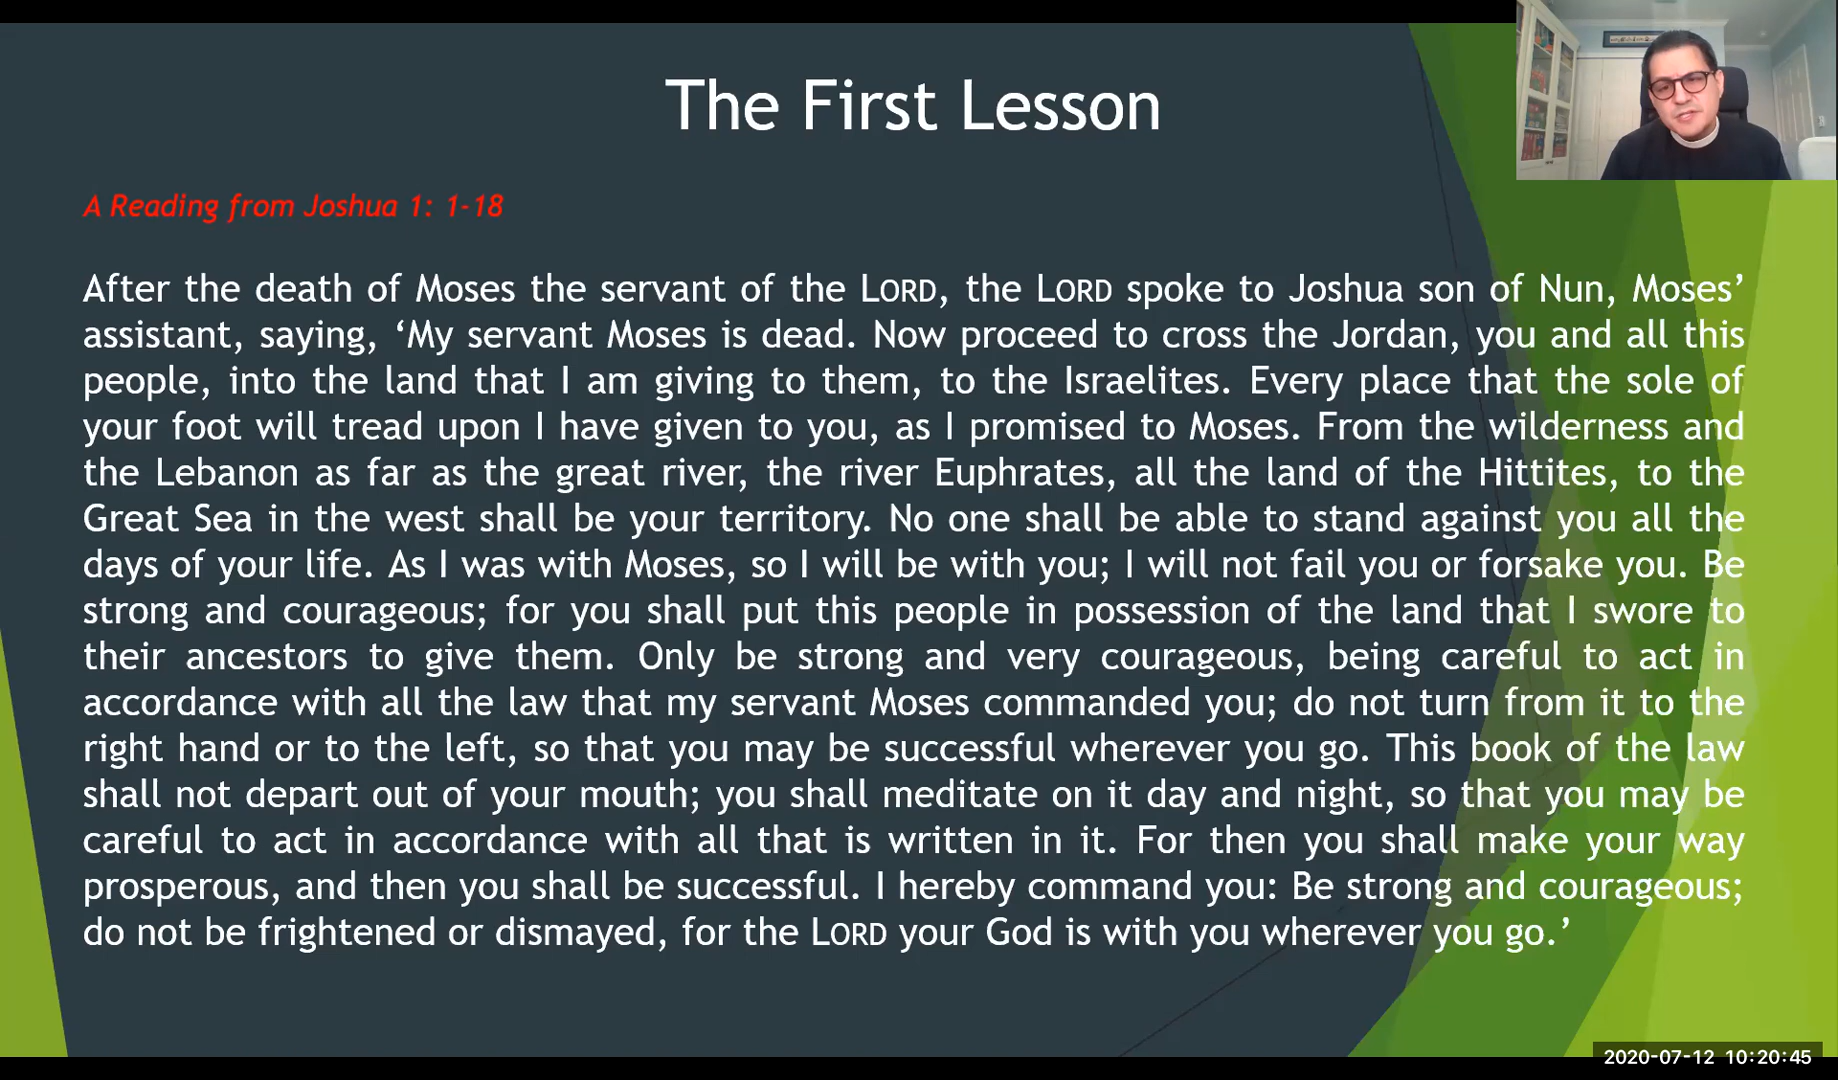 The First Lesson
A Reading from Joshua 1: 1-18
After the death of Moses the servant of the LORD, the LORD spoke to Joshua son of Nun, Moses’
assistant, saying, ‘My servant Moses is dead. Now proceed to cross the Jordan, you and all this
people, into the land that I am giving to them, to the Israelites. Every place that the sole of
your foot will tread upon I have given to you, as I promised to Moses. From the wilderness and
the Lebanon as far as the great river, the river Euphrates, all the land of the Hittites, to the
Great Sea in the west shall be your territory. No one shall be able to stand against you all the
days of your life. As I was with Moses, so I will be with you; I will not fail you or forsake you. Be
strong and courageous; for you shall put this people in possession of the land that I swore to
their ancestors to give them. Only be strong and very courageous, being careful to act in
accordance with all the law that my servant Moses commanded you; do not turn from it to the
right hand or to the left, so that you may be successful wherever you go. This book of the law
shall not depart out of your mouth; you shall meditate on it day and night, so that you may be
careful to act in accordance with all that is written in it. For then you shall make your way
prosperous, and then you shall be successful. I hereby command you: Be strong and courageous;
do not be frightened or dismayed, for the LORD your God is with you wherever you go.’
2020-07-12 10:20:45